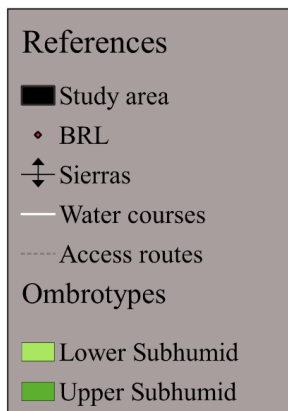 References
Study area
BRL
Sierras
Water courses
Access routes
Ombrotypes
Lower Subhumid
Upper Subhumid